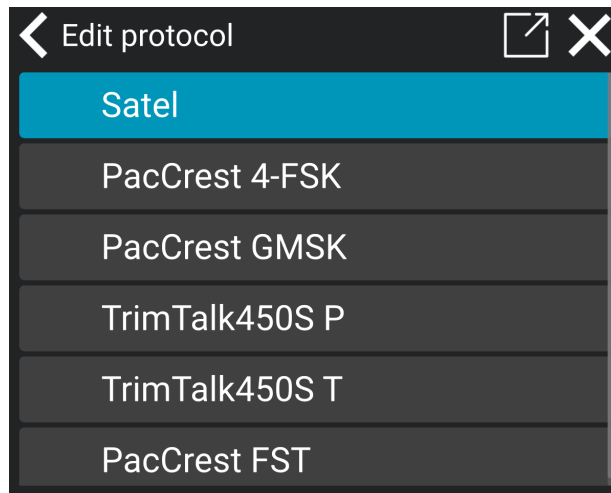 Edit protocol
Satel
PacCrest 4-FSK
PacCrest GMSK
TrimTalk450S P
TrimTalk450S T
PacCrest FST